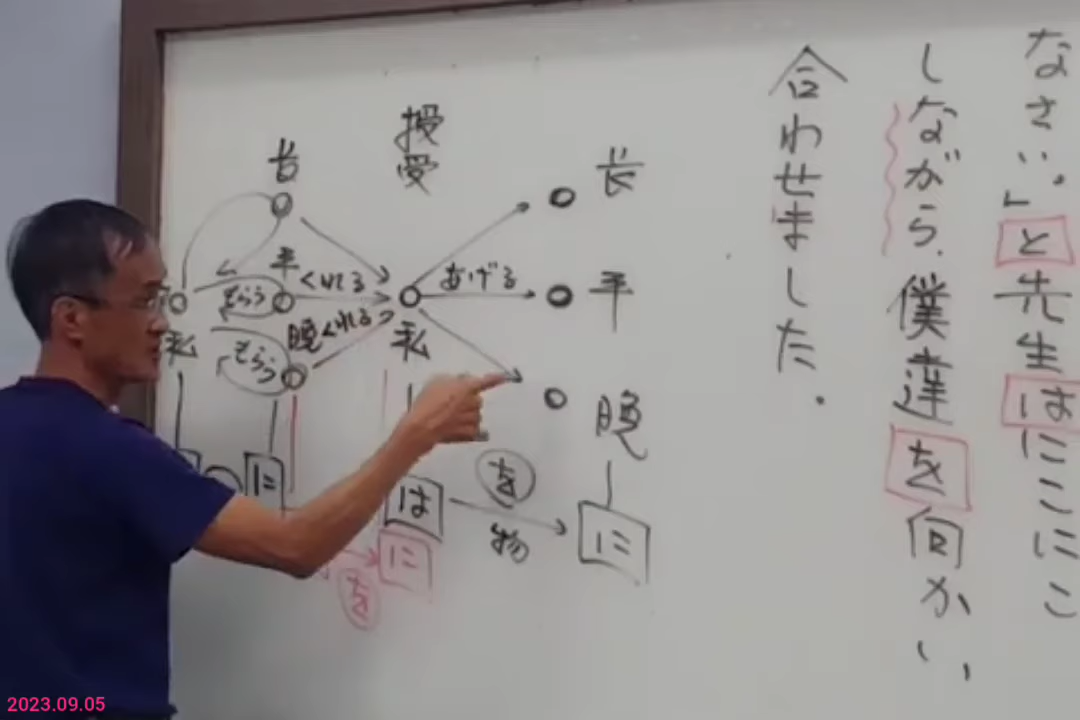 なさい。」と先生はにこにこ
しながら、僕達を向かい、
合わせました.
授受
长
长
平
くれる
あげる
平
もらう
晩
くれる
私
私
もらう
晩
に
は
を
物
に
に
を
2023.09.05